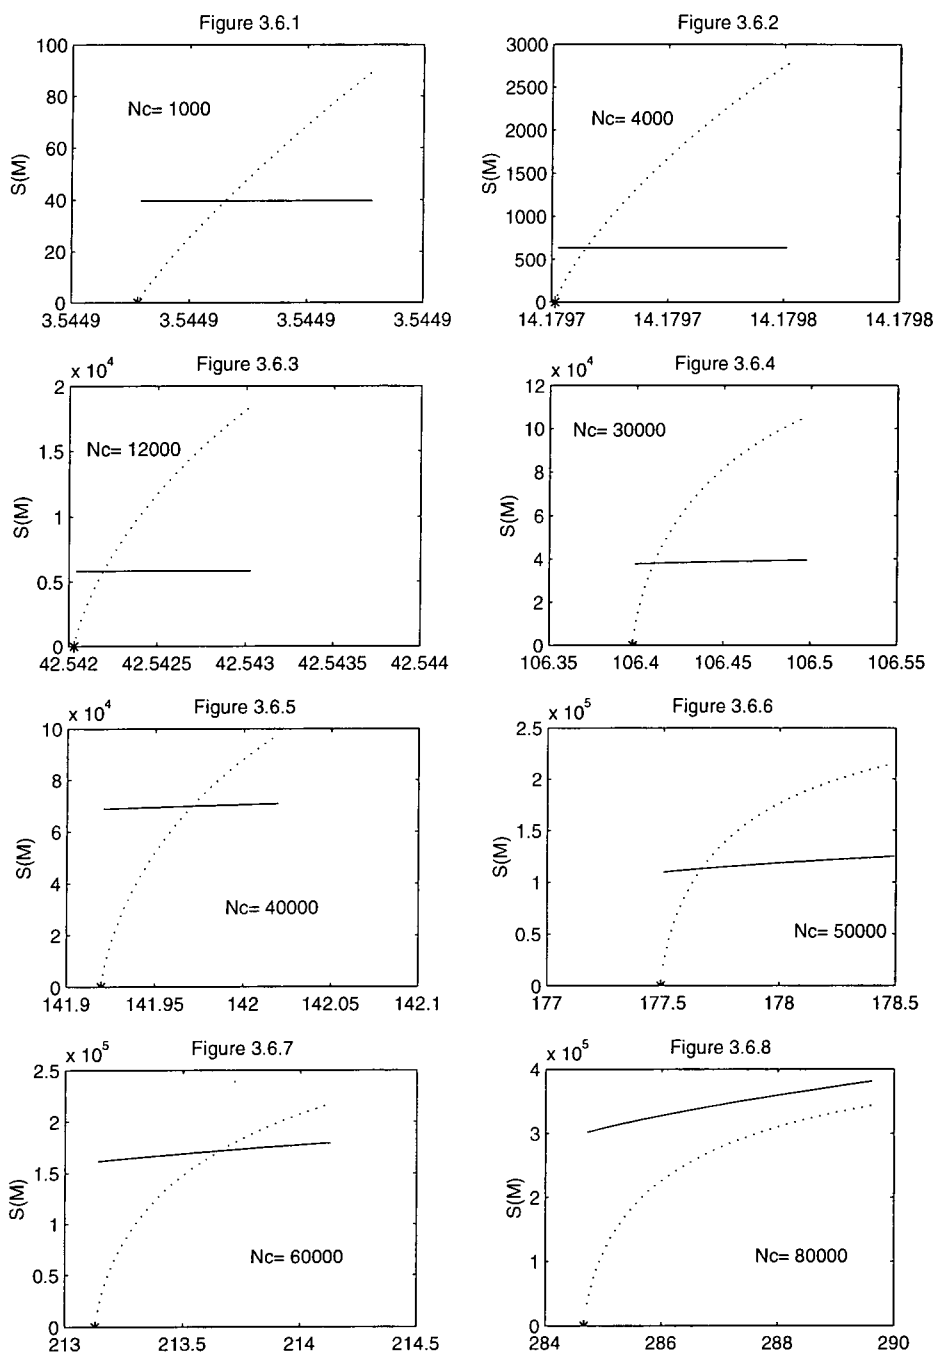 Figure 3.6.1
100
80
60
40
20
0
S(M)
Nc= 1000
3.5449 3.5449 3.5449 3.5449
Figure 3.6.2
3000
2500
2000
1500
1000
500
0
S(M)
Nc= 4000
14.1797 14.1797 14.1798 14.1798
Figure 3.6.3
x 10^4
2
1.5
1
0.5
0
S(M)
Nc= 12000
42.542 42.5425 42.543 42.5435 42.544
Figure 3.6.4
x 10^4
12
10
8
6
4
2
0
S(M)
Nc= 30000
106.35 106.4 106.45 106.5 106.55
Figure 3.6.5
x 10^4
10
8
6
4
2
0
S(M)
Nc= 40000
141.9 141.95 142 142.05 142.1
Figure 3.6.6
x 10^5
2.5
2
1.5
1
0.5
0
S(M)
Nc= 50000
177 177.5 178 178.5
Figure 3.6.7
x 10^5
2.5
2
1.5
1
0.5
0
S(M)
Nc= 60000
213 213.5 214 214.5
Figure 3.6.8
x 10^5
4
3
2
1
0
S(M)
Nc= 80000
284 286 288 290